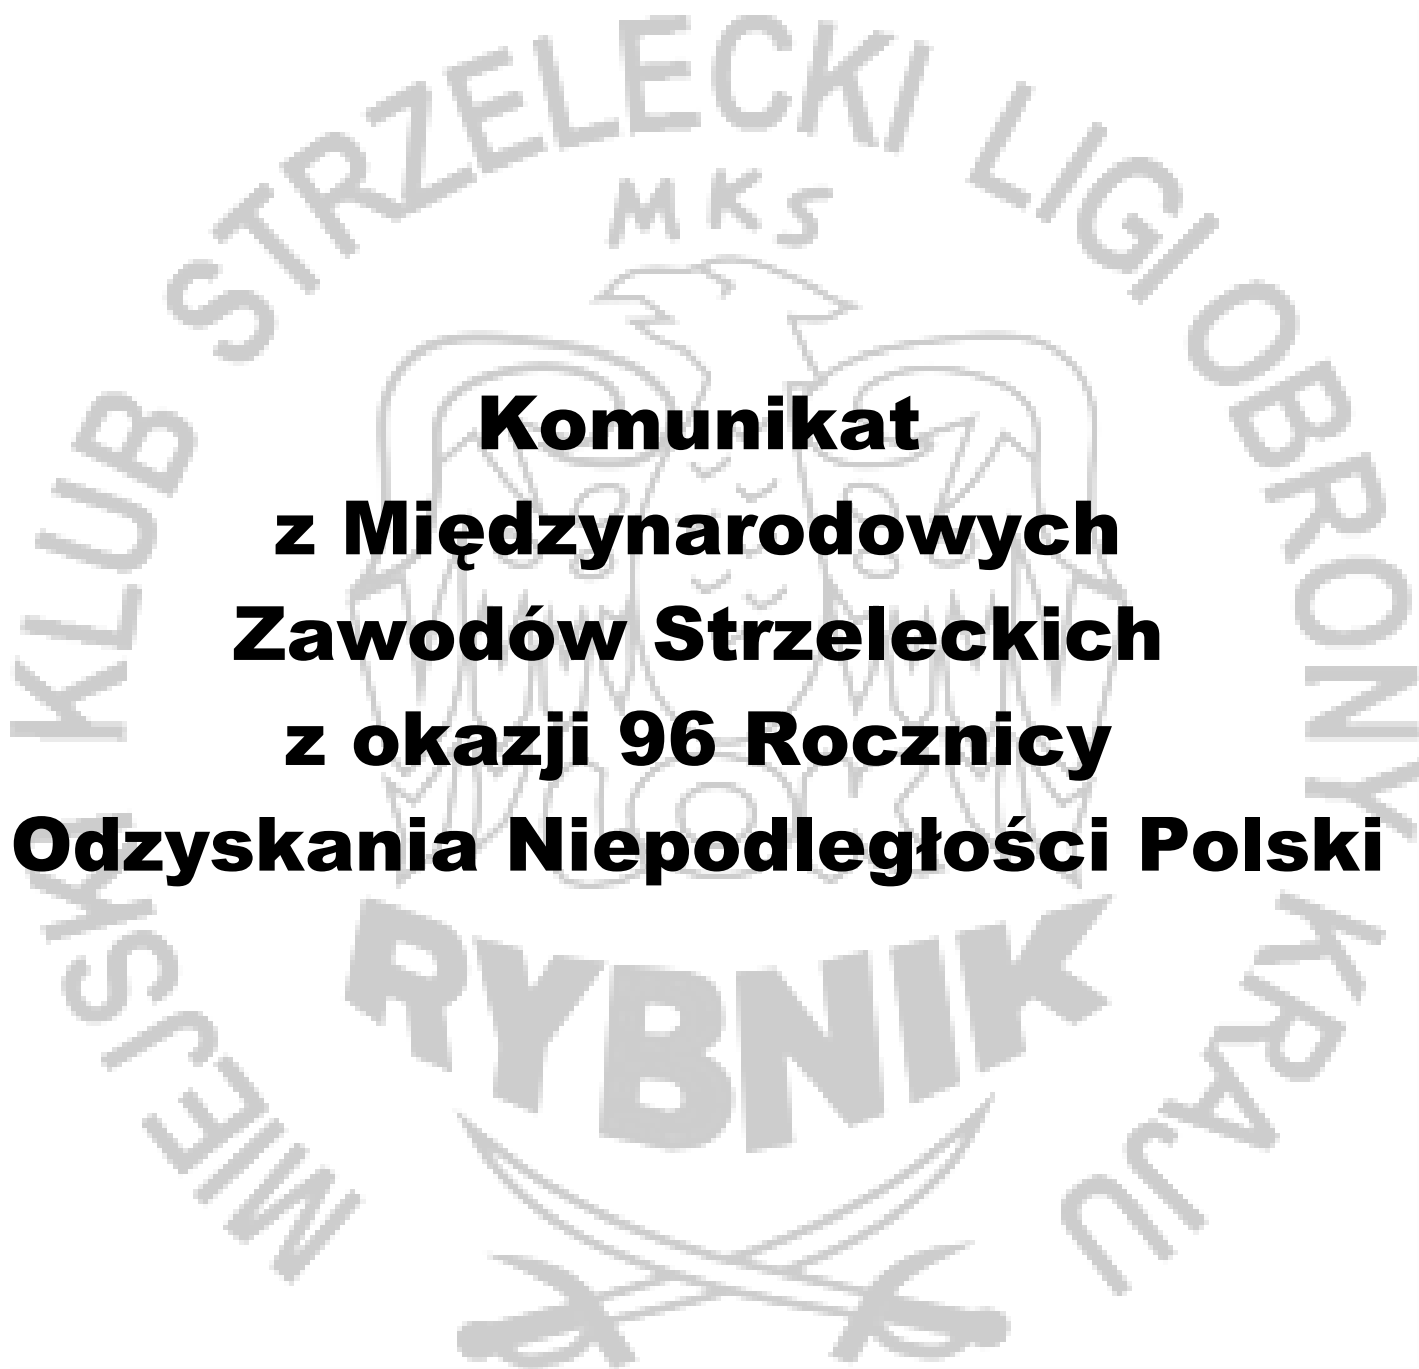 MIEJSKI KLUB STRZELECKI LIGI OBRONY KRAJU
MKS
Komunikat
z Międzynarodowych
Zawodów Strzeleckich
z okazji 96 Rocznicy
Odzyskania Niepodległości Polski
RYBNIK